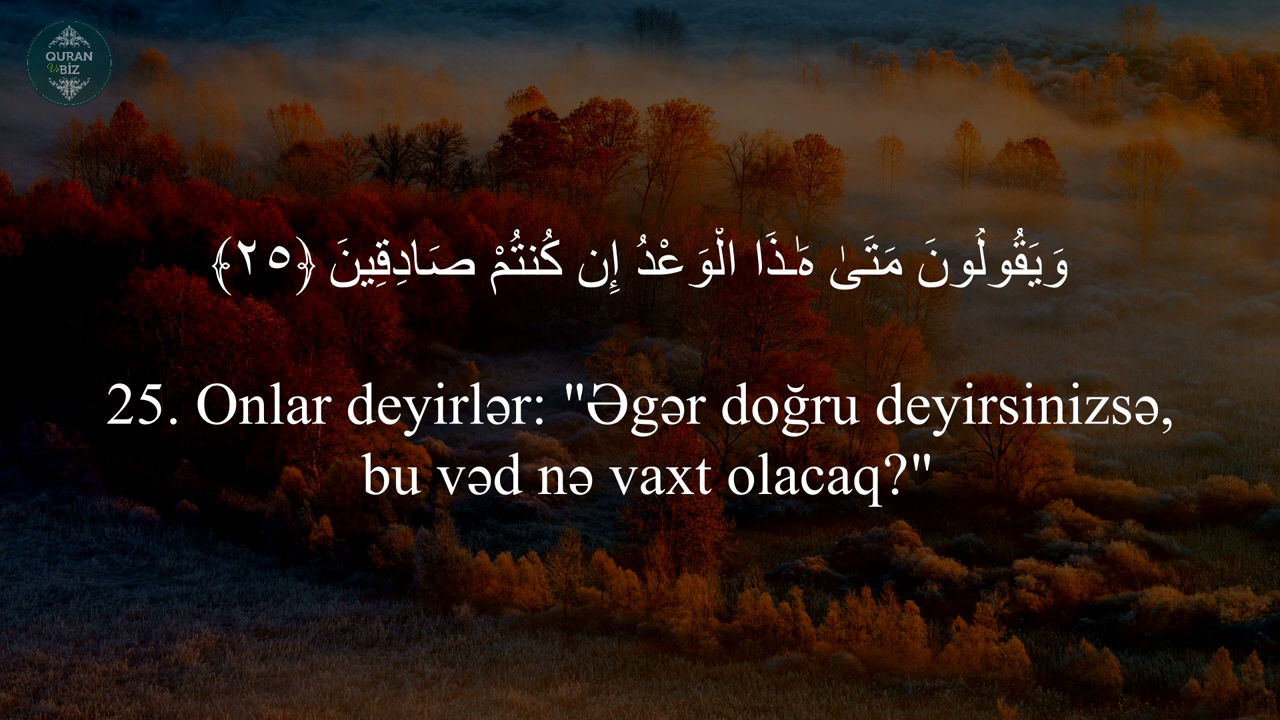 QURAN
Və BİZ
وَيَقُولُونَ مَتَىٰ هَٰذَا الْوَعْدُ إِن كُنتُمْ صَادِقِينَ ﴿٢٥﴾
25. Onlar deyirlər: "Əgər doğru deyirsinizsə,
bu vəd nə vaxt olacaq?"